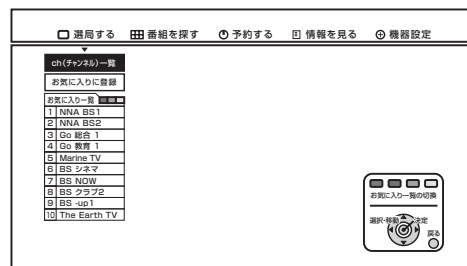 選局する 番組を探す 予約する 情報を見る 機器設定
ch(チャンネル)一覧
お気に入りに登録
お気に入り一覧
1 NNA BS1
2 NNA BS2
3 Go 総合 1
4 Go 教育 1
5 Marine TV
6 BS シネマ
7 BS NOW
8 BS クラブ2
9 BS -up1
10 The Earth TV
お気に入り一覧の切換
選択・移動 決定
戻る